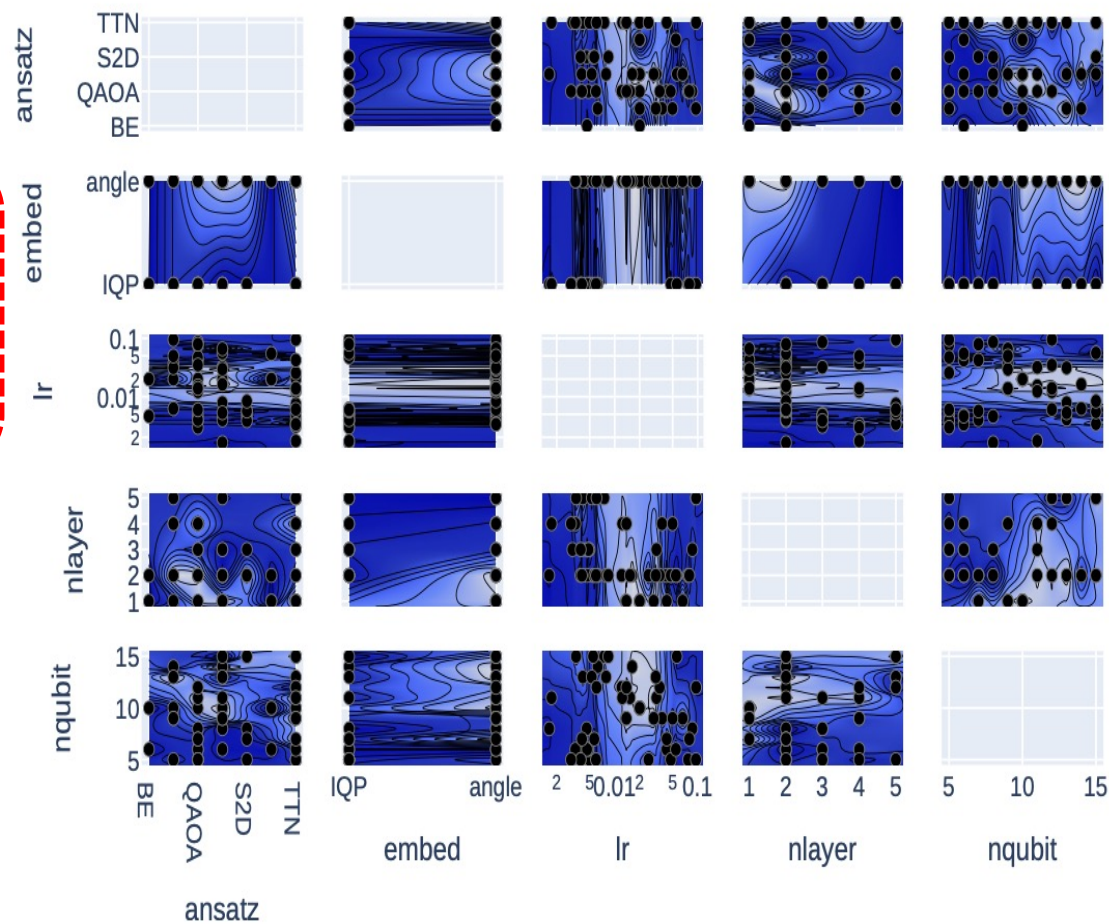 ansatz
TTN
S2D
QAOA
BE
embed
angle
IQP
lr
0.1
5
2
0.01
5
2
nlayer
5
4
3
2
1
nqubit
15
10
5
BE QAOA S2D TTN
IQP angle
2 5 0.01 2 5 0.1
1 2 3 4 5
5 10 15
ansatz
embed
lr
nlayer
nqubit